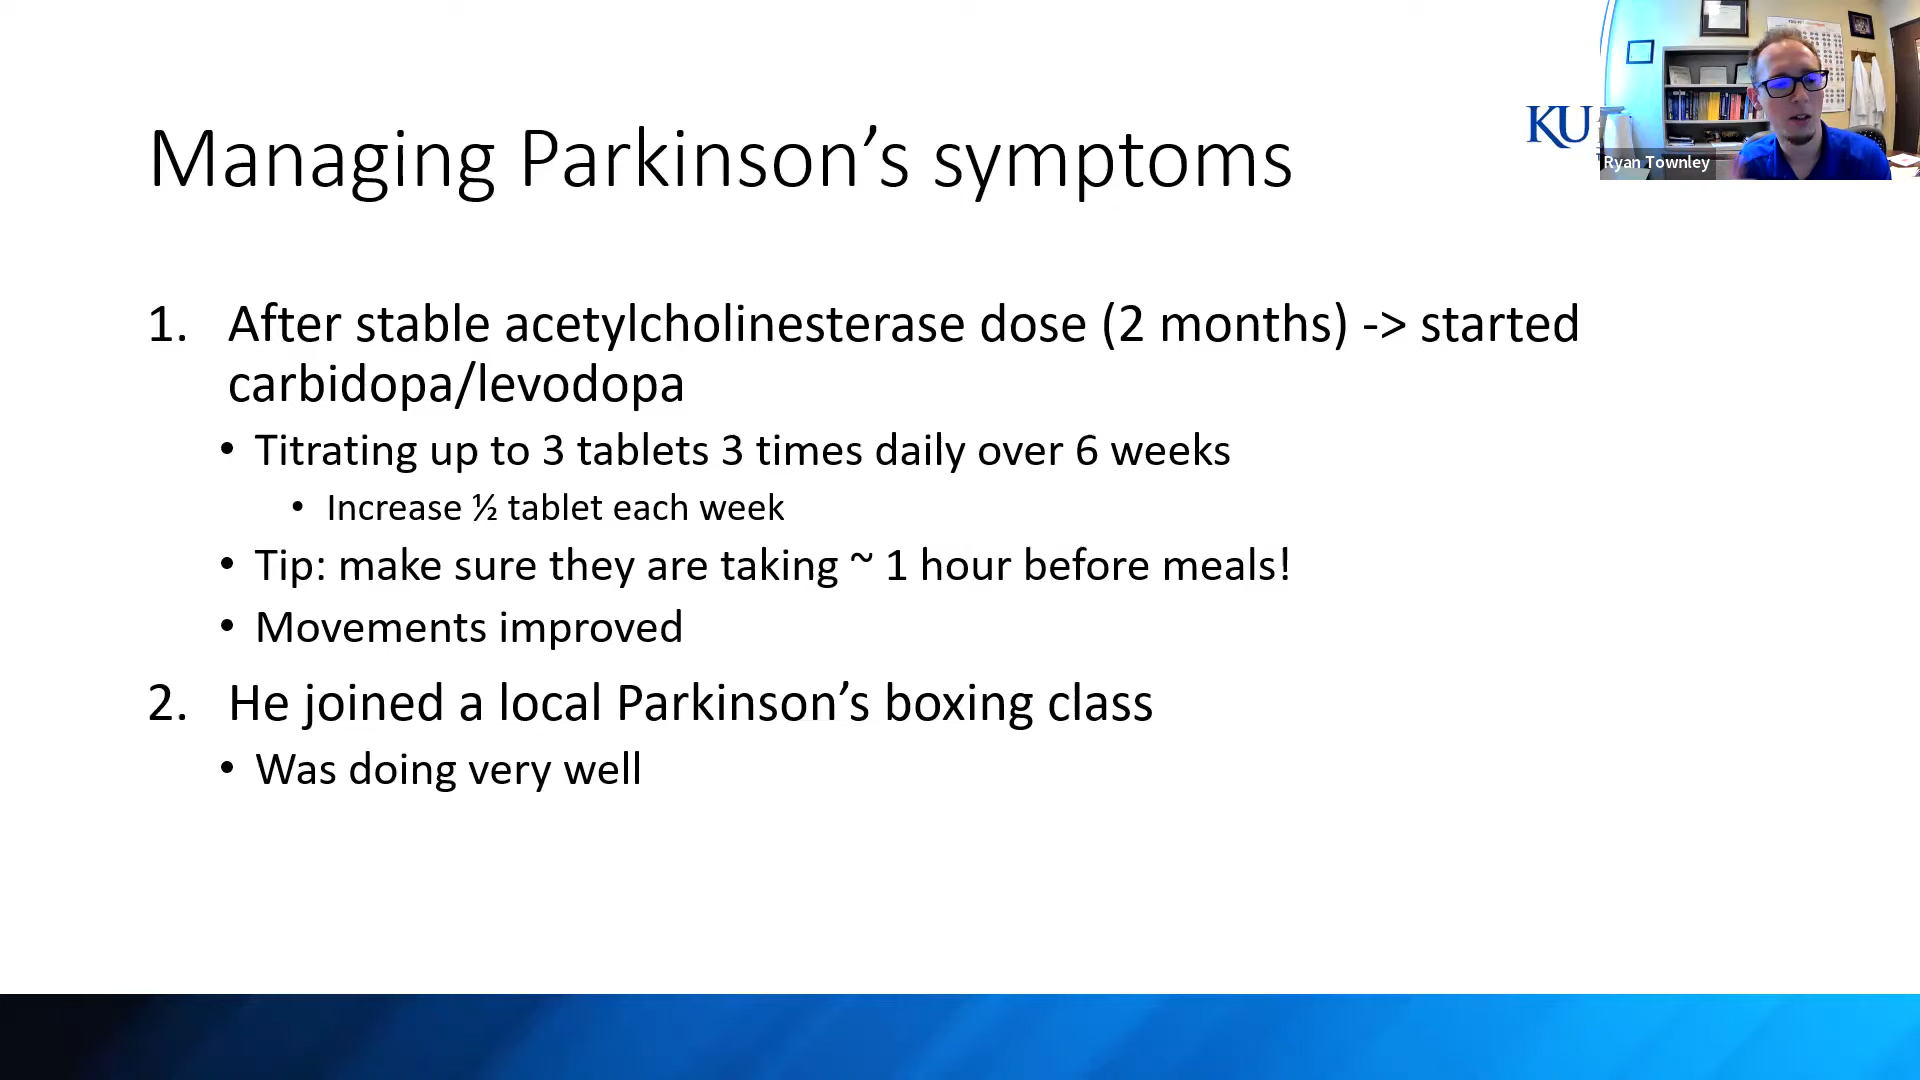 KU
Ryan Townley
Managing Parkinson’s symptoms
1. After stable acetylcholinesterase dose (2 months) -> started
carbidopa/levodopa
• Titrating up to 3 tablets 3 times daily over 6 weeks
• Increase ½ tablet each week
• Tip: make sure they are taking ~ 1 hour before meals!
• Movements improved
2. He joined a local Parkinson’s boxing class
• Was doing very well